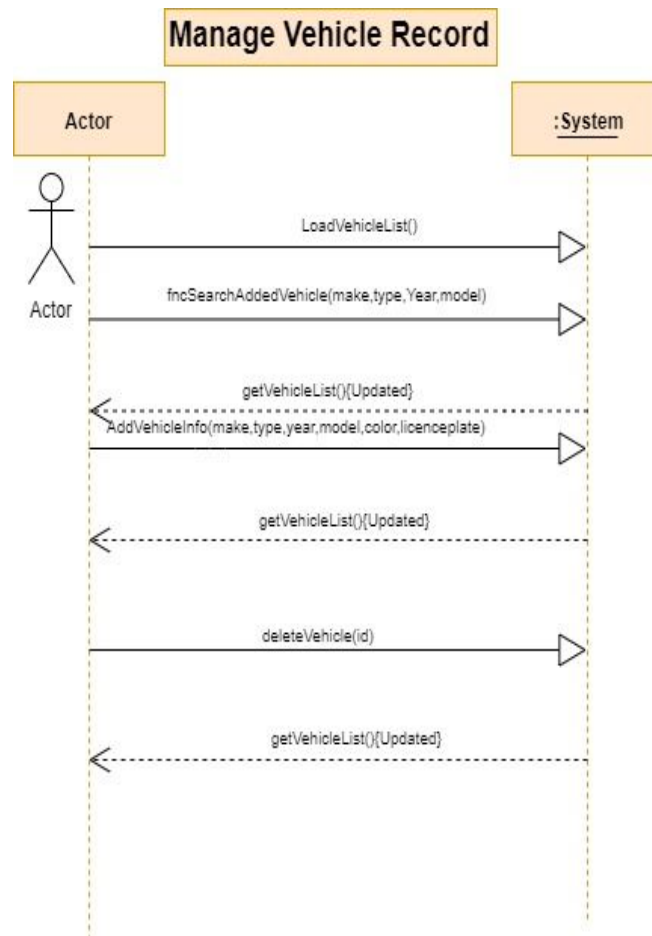 Manage Vehicle Record
Actor
:System
LoadVehicleList()
fncSearchAddedVehicle(make,type,Year,model)
Actor
getVehicleList(){Updated}
AddVehicleInfo(make,type,year,model,color,licenceplate)
getVehicleList(){Updated}
deleteVehicle(id)
getVehicleList(){Updated}